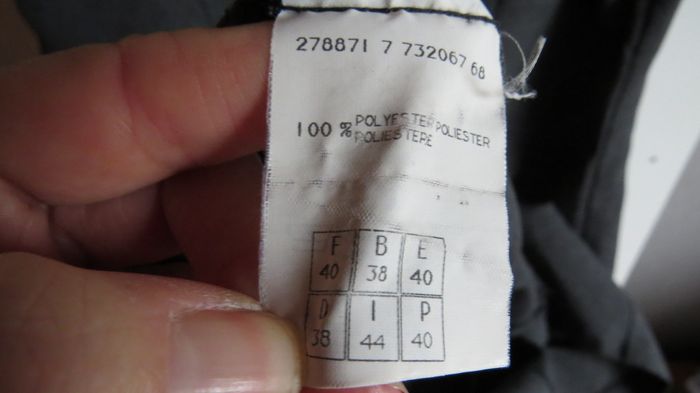 278871 7 732067 68
100 % POLYESTER POLIESTER
POLIESTERE
F B E
40 38 40
D I P
38 44 40